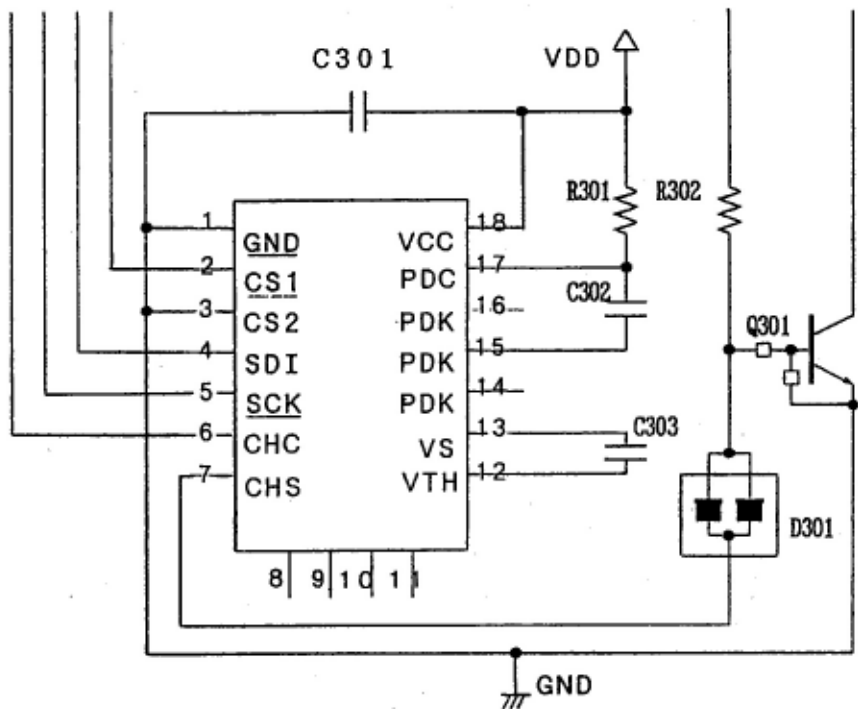 C301
VDD
R301
R302
1
GND
18
VCC
2
CS1
17
PDC
C302
3
CS2
16
PDK
Q301
4
SDI
15
PDK
5
SCK
14
PDK
6
CHC
13
VS
C303
7
CHS
12
VTH
D301
8 9 10 11
GND